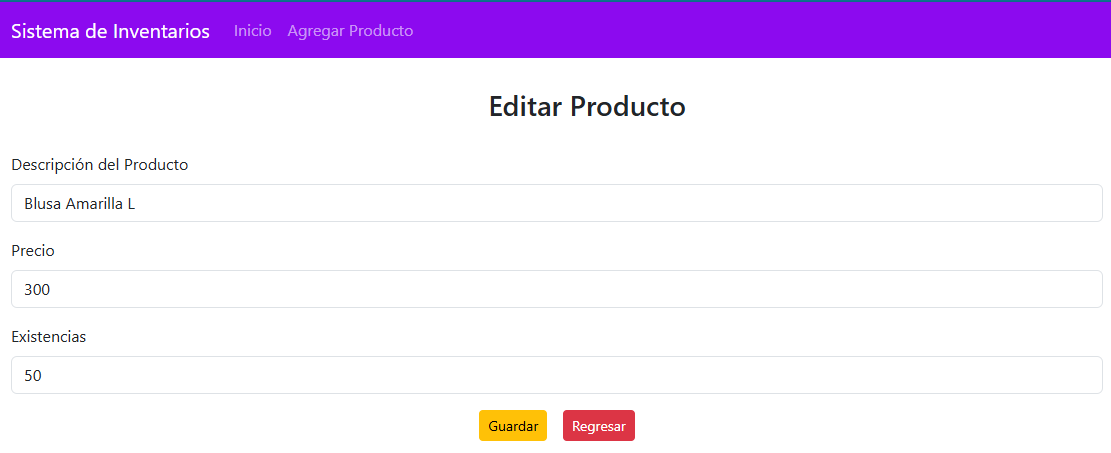 Sistema de Inventarios Inicio Agregar Producto
Editar Producto
Descripción del Producto
Blusa Amarilla L
Precio
300
Existencias
50
Guardar Regresar